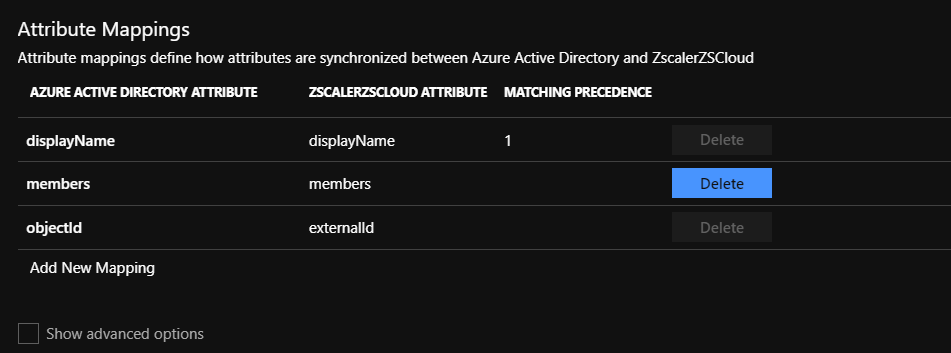 Attribute Mappings
Attribute mappings define how attributes are synchronized between Azure Active Directory and ZscalerZSCloud
AZURE ACTIVE DIRECTORY ATTRIBUTE ZSCALERZSCLOUD ATTRIBUTE MATCHING PRECEDENCE
displayName displayName 1 Delete
members members Delete
objectId externalId Delete
Add New Mapping
Show advanced options